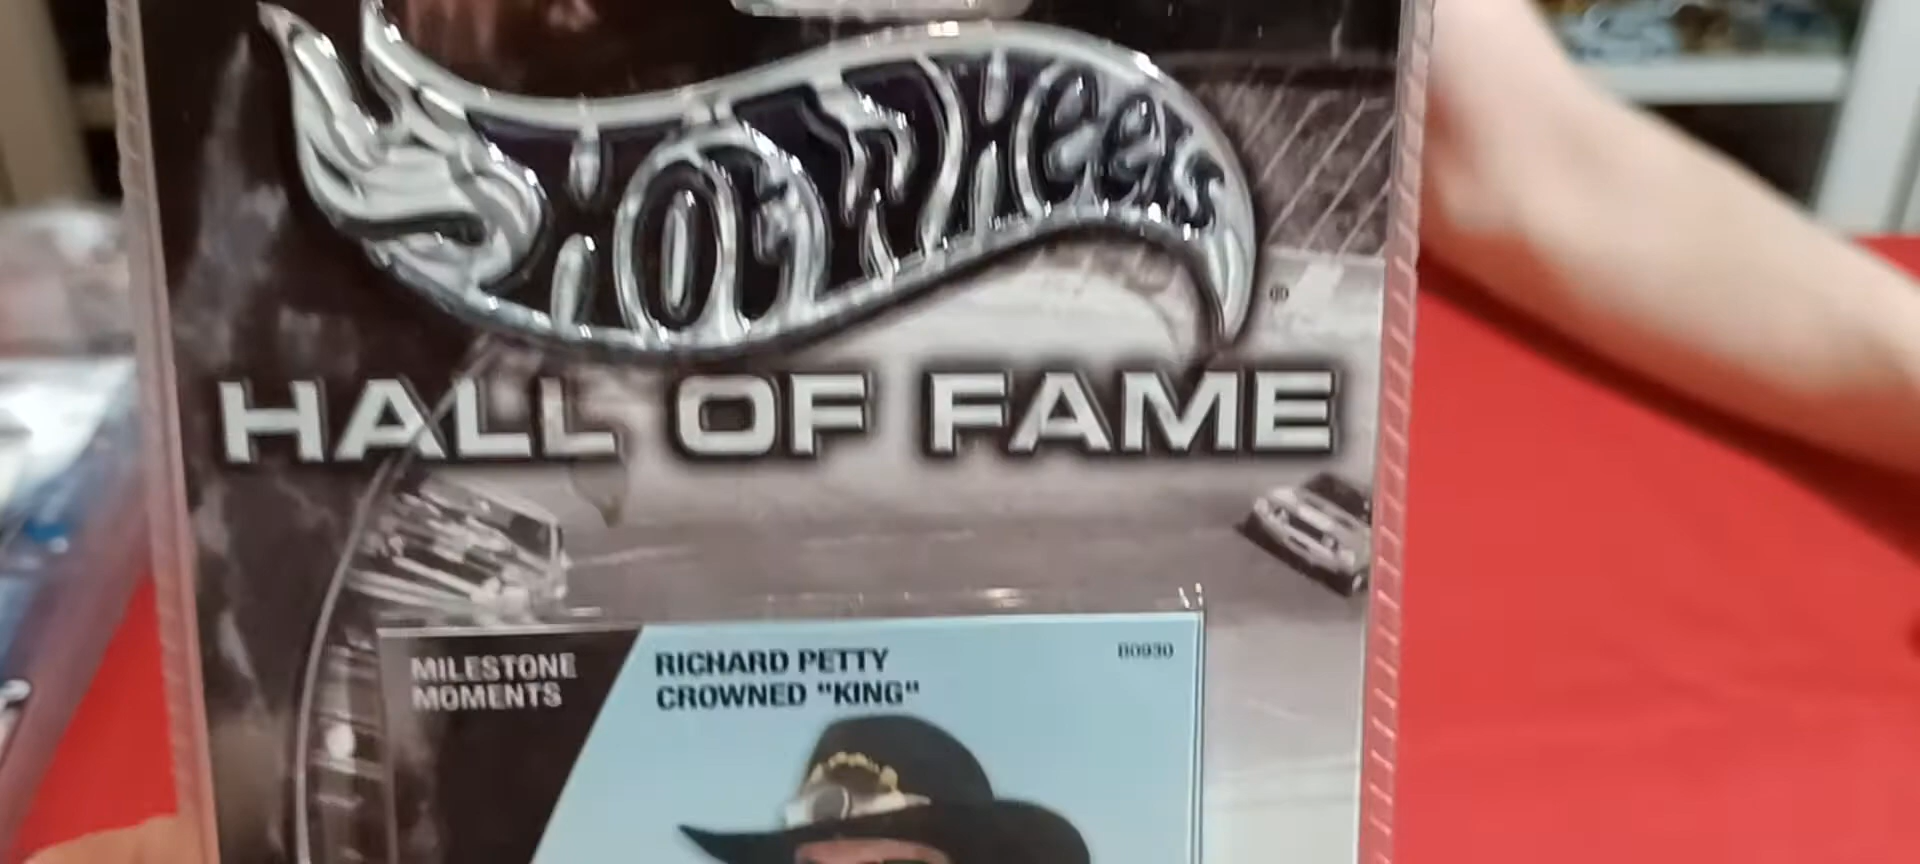 Hot Wheels
®
HALL OF FAME
MILESTONE
MOMENTS
RICHARD PETTY
CROWNED "KING"
B0930